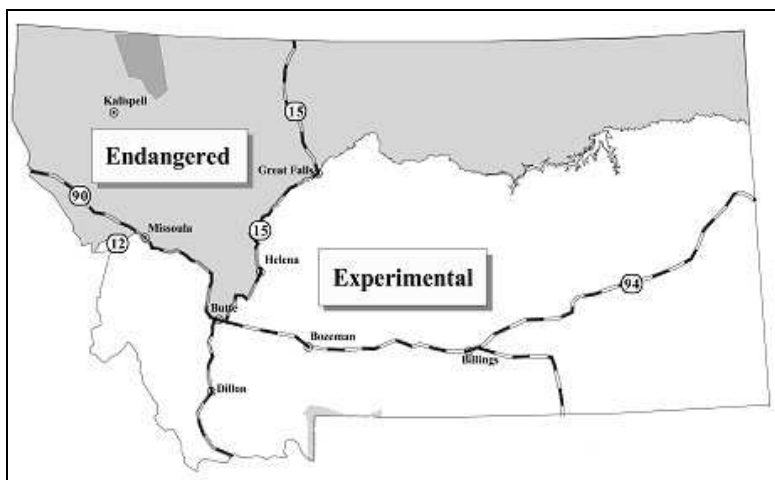 Kalispell
15
Endangered
Great Falls
90
Missoula
12
15
Helena
Experimental
94
Butte
Bozeman
Billings
Dillon